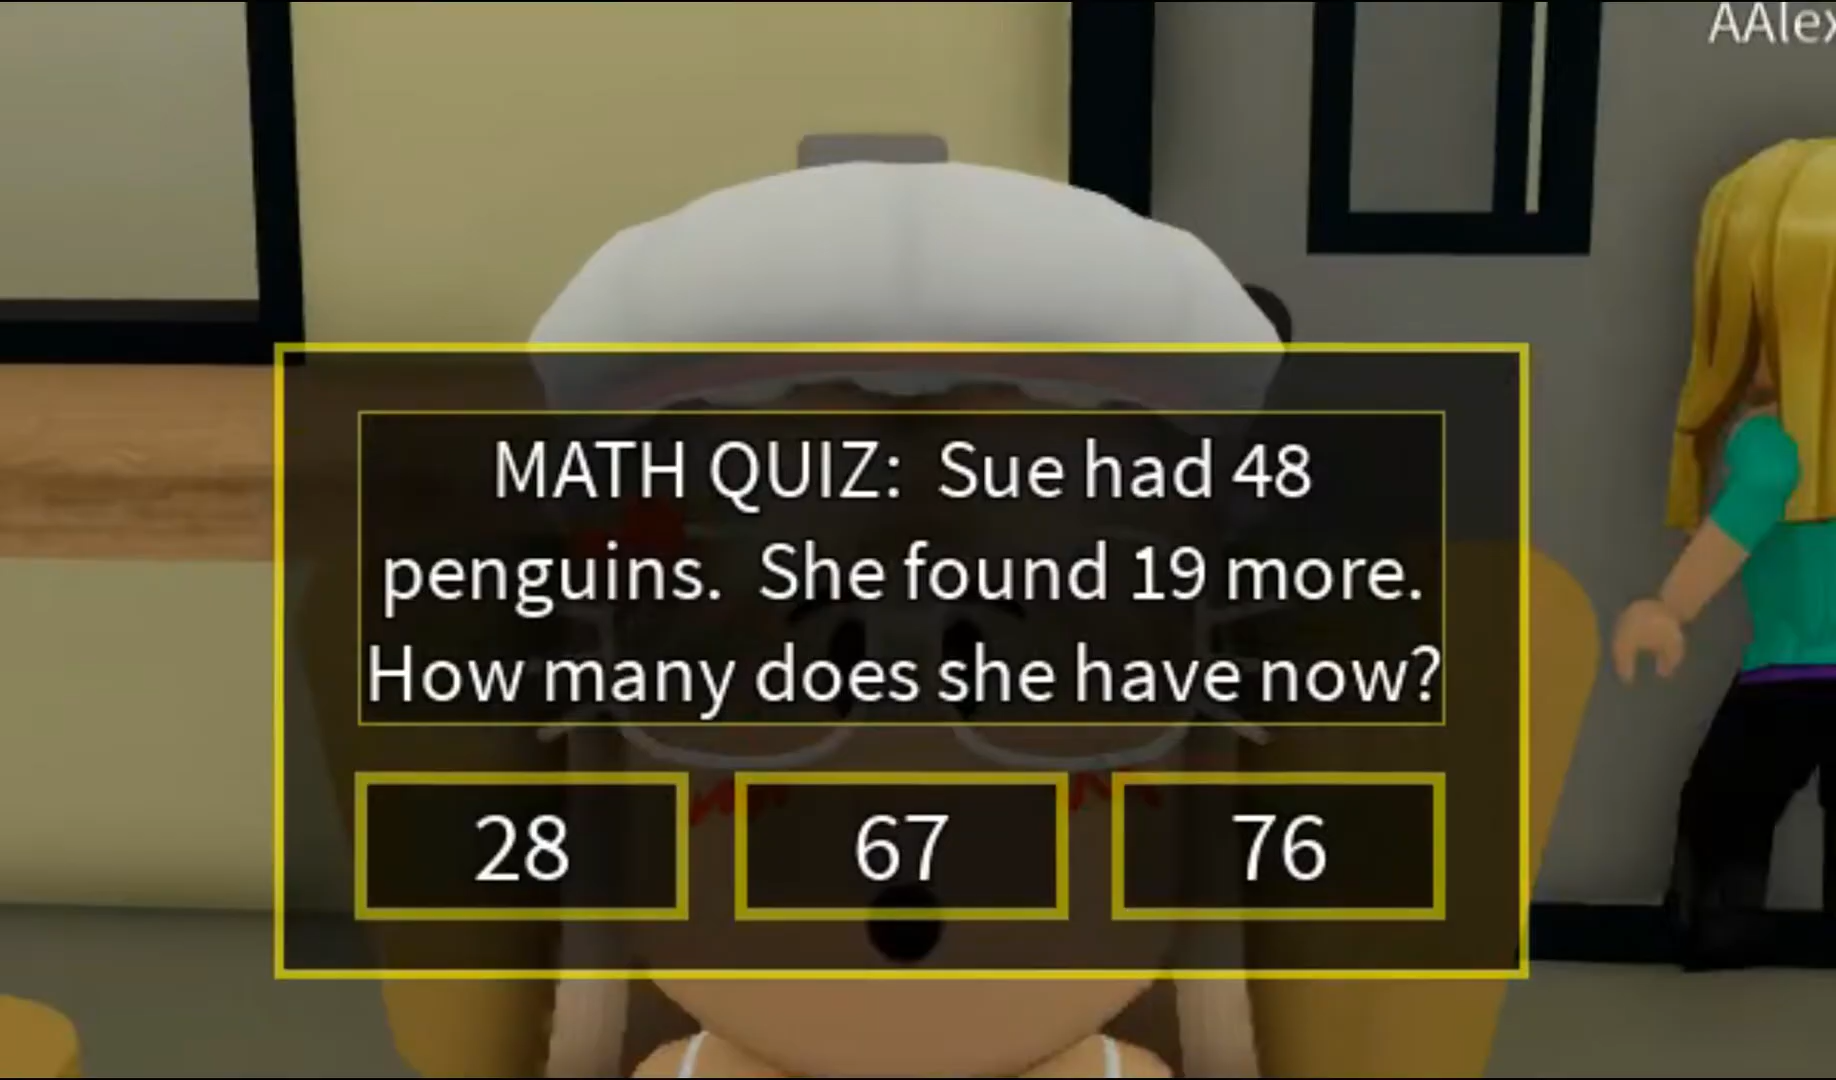 AAlex
MATH QUIZ:  Sue had 48
penguins.  She found 19 more.
How many does she have now?
28
67
76